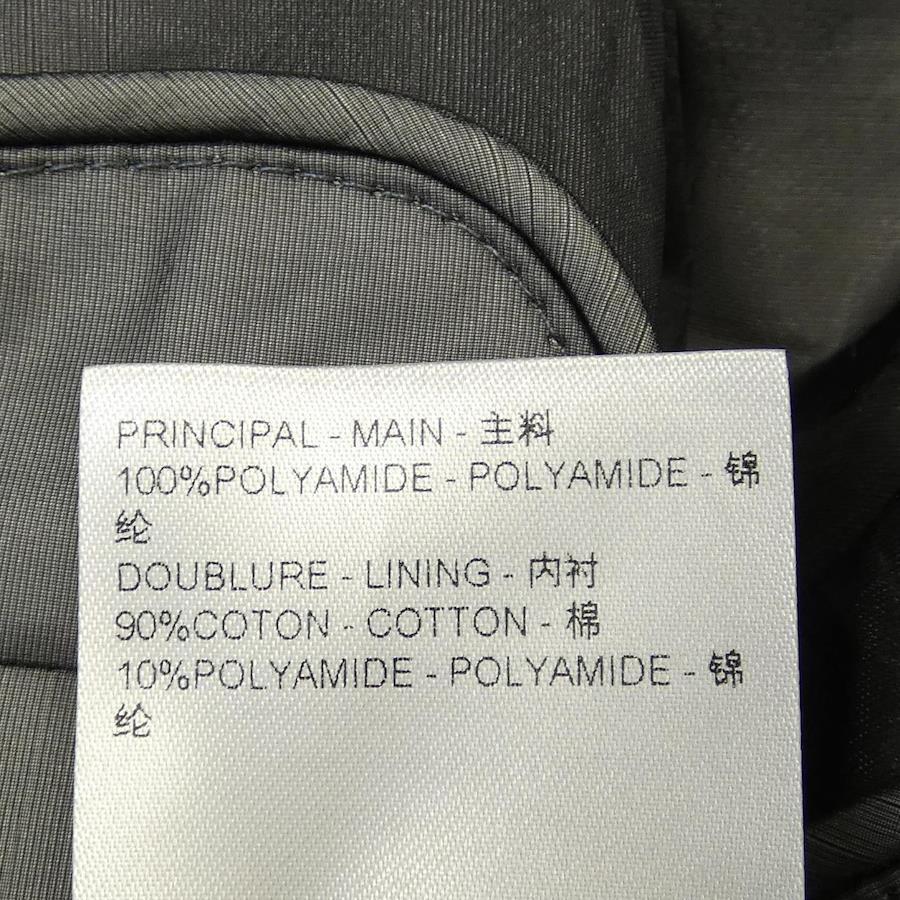 PRINCIPAL - MAIN - 主料
100%POLYAMIDE - POLYAMIDE - 锦
纶
DOUBLURE - LINING - 内衬
90%COTON - COTTON - 棉
10%POLYAMIDE - POLYAMIDE - 锦
纶